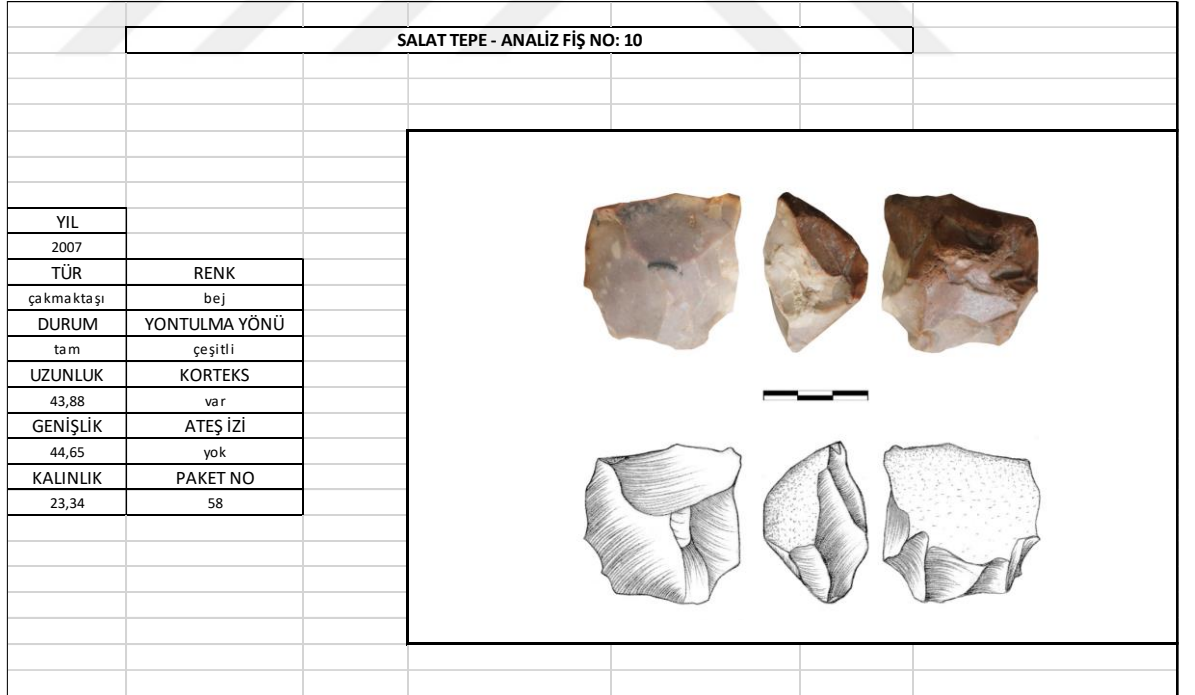 SALAT TEPE - ANALİZ FİŞ NO: 10
YIL
2007
TÜR RENK
çakmaktaşı bej
DURUM YONTULMA YÖNÜ
tam çeşitli
UZUNLUK KORTEKS
43,88 var
GENİŞLİK ATEŞ İZİ
44,65 yok
KALINLIK PAKET NO
23,34 58